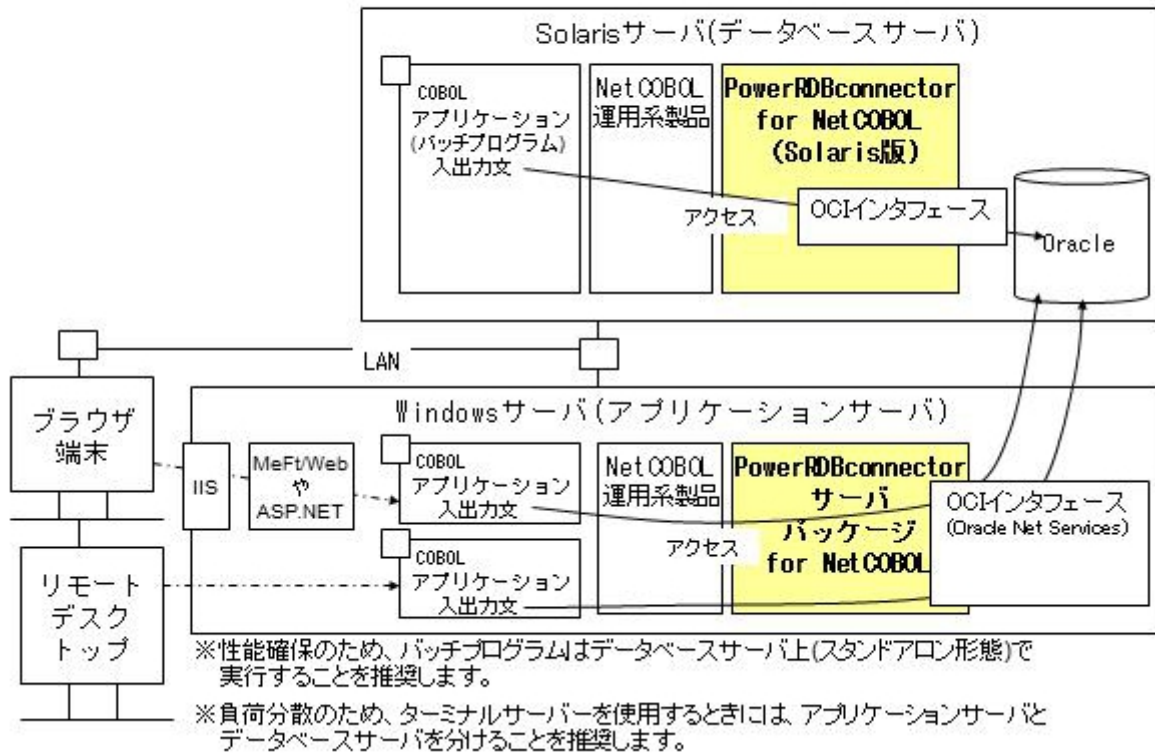 Solarisサーバ(データベースサーバ)
COBOL
アプリケーション
(バッチプログラム)
入出力文
NetCOBOL
運用系製品
PowerRDBconnector
for NetCOBOL
(Solaris版)
アクセス
OCIインタフェース
Oracle
LAN
ブラウザ
端末
Windowsサーバ(アプリケーションサーバ)
IIS
MeFt/Web
や
ASP.NET
COBOL
アプリケーション
入出力文
NetCOBOL
運用系製品
PowerRDBconnector
サーバ
パッケージ
for NetCOBOL
OCIインタフェース
(Oracle Net Services)
アクセス
COBOL
アプリケーション
入出力文
リモート
デスク
トップ
※性能確保のため、バッチプログラムはデータベースサーバ上(スタンドアロン形態)で
実行することを推奨します。
※負荷分散のため、ターミナルサーバーを使用するときには、アプリケーションサーバと
データベースサーバを分けることを推奨します。